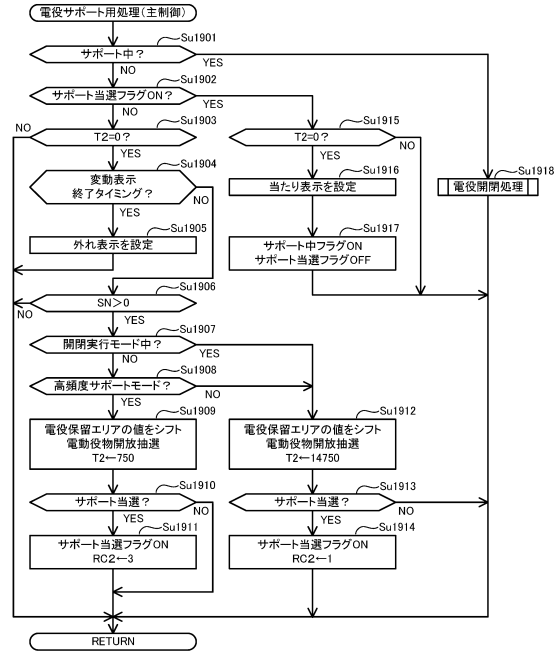 電役サポート用処理(主制御)
Su1901
サポート中？
YES
NO
Su1902
サポート当選フラグON？
YES
NO
Su1903
NO
T2=0？
YES
Su1915
T2=0？
NO
YES
Su1904
変動表示
終了タイミング？
NO
YES
Su1916
当たり表示を設定
Su1918
電役開閉処理
Su1905
外れ表示を設定
Su1917
サポート中フラグON
サポート当選フラグOFF
Su1906
SN＞0
NO
YES
Su1907
開閉実行モード中？
YES
NO
Su1908
高頻度サポートモード？
NO
YES
Su1909
電役保留エリアの値をシフト
電動役物開放抽選
T2←750
Su1912
電役保留エリアの値をシフト
電動役物開放抽選
T2←14750
Su1910
サポート当選？
NO
YES
Su1913
サポート当選？
NO
YES
Su1911
サポート当選フラグON
RC2←3
Su1914
サポート当選フラグON
RC2←1
RETURN